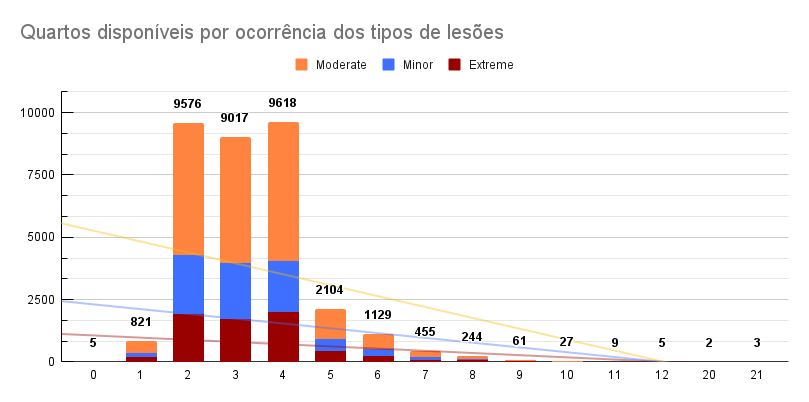 Quartos disponíveis por ocorrência dos tipos de lesões
Moderate Minor Extreme
10000
7500
5000
2500
0
5 821 9576 9017 9618 2104 1129 455 244 61 27 9 5 2 3
0 1 2 3 4 5 6 7 8 9 10 11 12 20 21